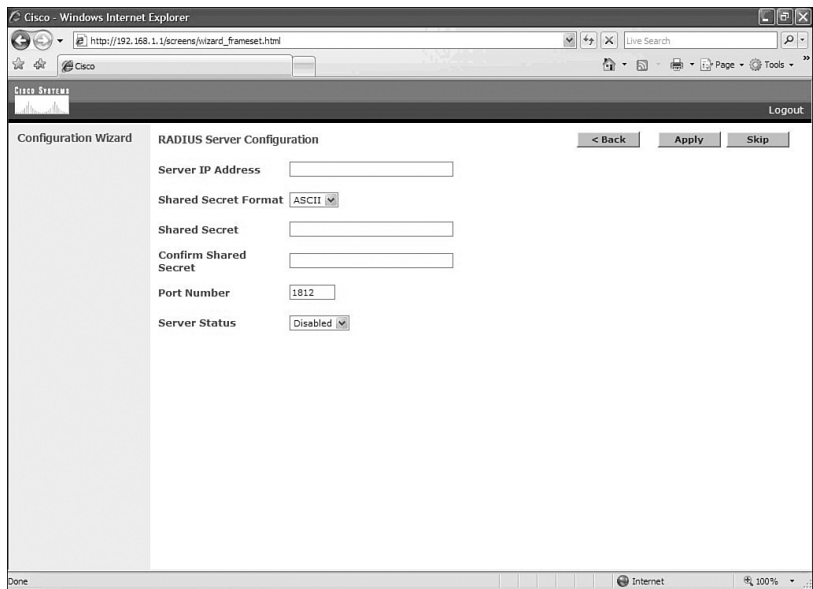 Cisco - Windows Internet Explorer
http://192.168.1.1/screens/wizard_frameset.html
Live Search
Cisco
Page
Tools
CISCO SYSTEMS
Logout
Configuration Wizard
RADIUS Server Configuration
< Back
Apply
Skip
Server IP Address
Shared Secret Format
ASCII
Shared Secret
Confirm Shared
Secret
Port Number
1812
Server Status
Disabled
Done
Internet
100%